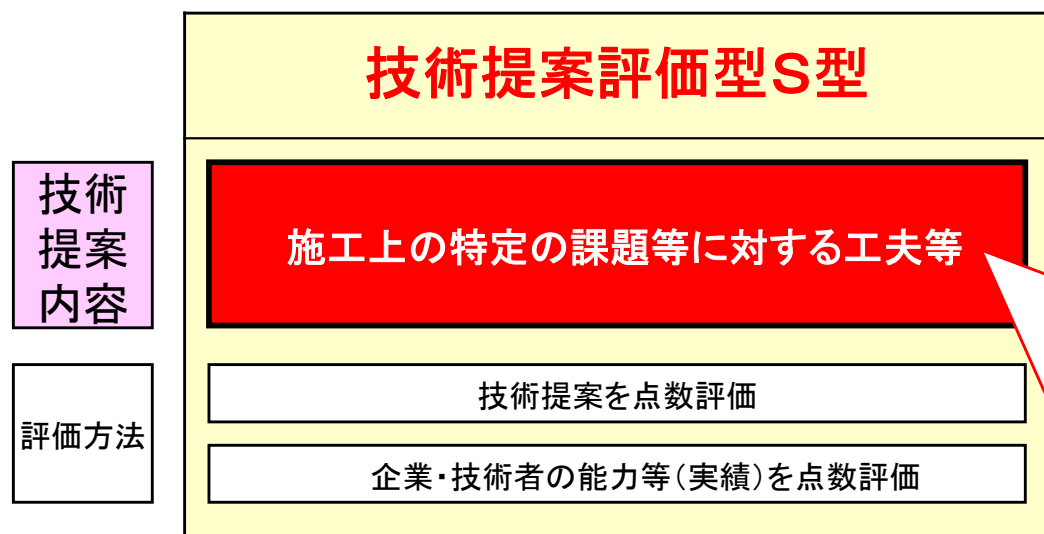 技術提案評価型S型
技術
提案
内容
施工上の特定の課題等に対する工夫等
評価方法
技術提案を点数評価
企業・技術者の能力等(実績)を点数評価